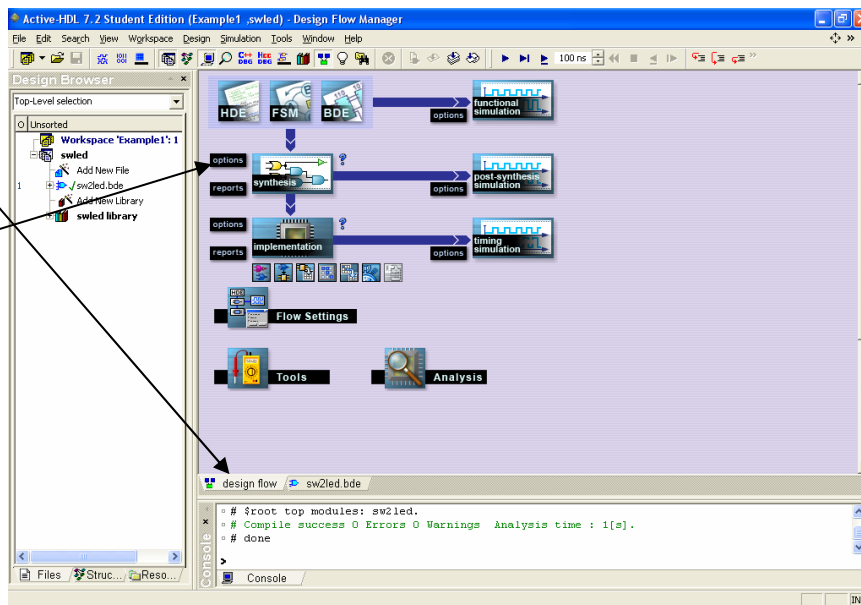 Active-HDL 7.2 Student Edition (Example1 ,swled) - Design Flow Manager
File Edit Search View Workspace Design Simulation Tools Window Help
100 ns
Design Browser
Top-Level selection
Unsorted
Workspace 'Example1': 1
swled
Add New File
1 sw2led.bde
Add New Library
swled library
Files Struc... Reso...
HDE FSM BDE
options
functional simulation
options
reports
synthesis
?
options
post-synthesis simulation
options
reports
implementation
?
options
timing simulation
Flow Settings
Tools
Analysis
design flow sw2led.bde
# $root top modules: sw2led.
# Compile success 0 Errors 0 Warnings Analysis time : 1[s].
# done
>
Console
Console
IN